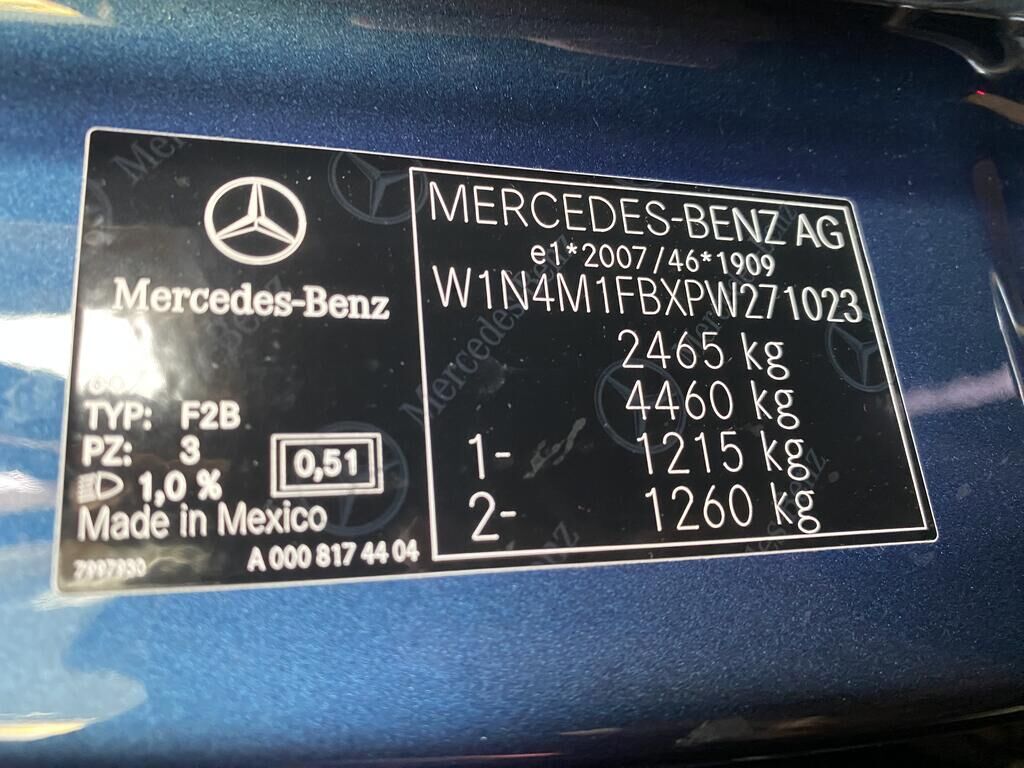 Mercedes-Benz
TYP: F2B
PZ: 3
1,0 %
0,51
Made in Mexico
7997930
A 000 817 44 04
MERCEDES-BENZ AG
e1*2007/46*1909
W1N4M1FBXPW271023
2465 kg
4460 kg
1- 1215 kg
2- 1260 kg